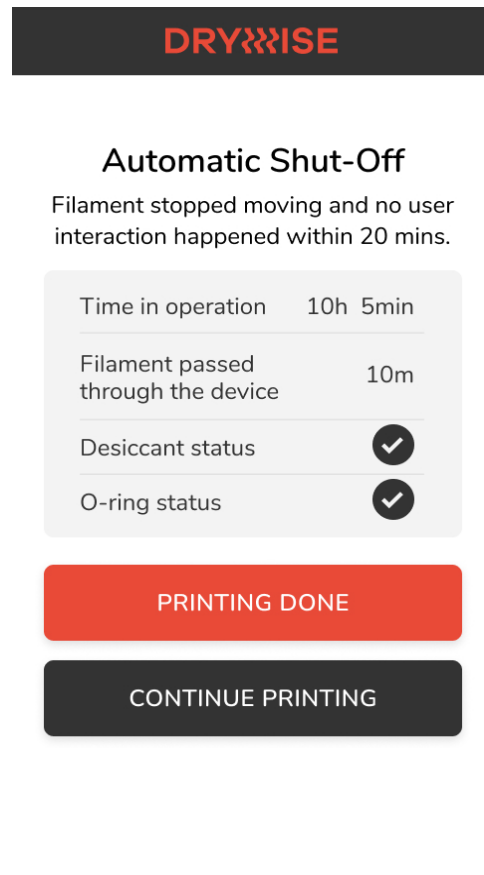 DRYWISE
Automatic Shut-Off
Filament stopped moving and no user
interaction happened within 20 mins.
Time in operation 10h 5min
Filament passed
through the device 10m
Desiccant status
O-ring status
PRINTING DONE
CONTINUE PRINTING